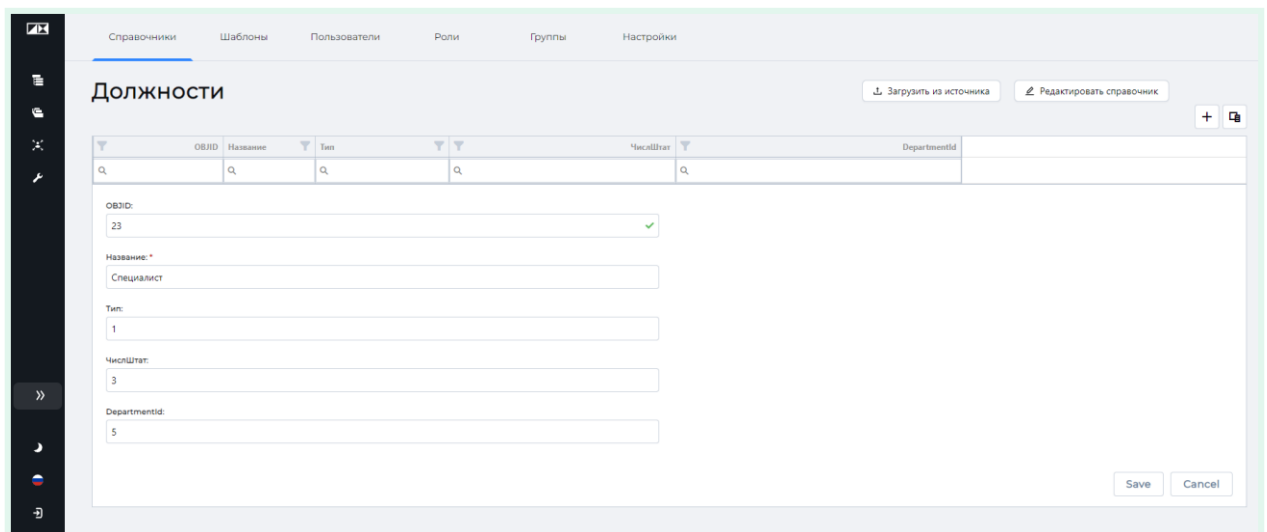 Справочники Шаблоны Пользователи Роли Группы Настройки
Должности
Загрузить из источника Редактировать справочник
OBJID Название Тип ЧислШтат DepartmentId
OBJID:
23
Название: *
Специалист
Тип:
1
ЧислШтат:
3
DepartmentId:
5
Save Cancel